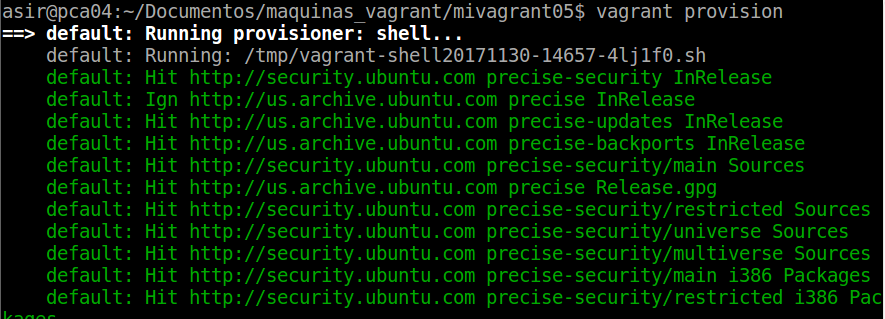 asir@pca04:~/Documentos/maquinas_vagrant/mivagrant05$ vagrant provision
==> default: Running provisioner: shell...
default: Running: /tmp/vagrant-shell20171130-14657-4lj1f0.sh
default: Hit http://security.ubuntu.com precise-security InRelease
default: Ign http://us.archive.ubuntu.com precise InRelease
default: Hit http://us.archive.ubuntu.com precise-updates InRelease
default: Hit http://us.archive.ubuntu.com precise-backports InRelease
default: Hit http://security.ubuntu.com precise-security/main Sources
default: Hit http://us.archive.ubuntu.com precise Release.gpg
default: Hit http://security.ubuntu.com precise-security/restricted Sources
default: Hit http://security.ubuntu.com precise-security/universe Sources
default: Hit http://security.ubuntu.com precise-security/multiverse Sources
default: Hit http://security.ubuntu.com precise-security/main i386 Packages
default: Hit http://security.ubuntu.com precise-security/restricted i386 Pac
kages